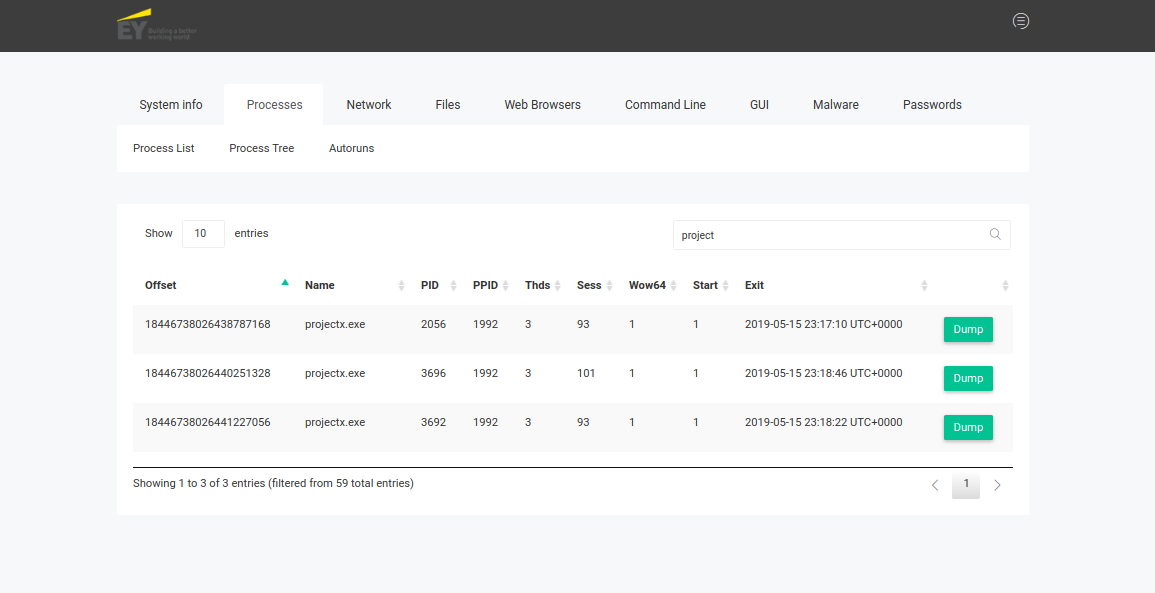 EY Building a better
working world
System info Processes Network Files Web Browsers Command Line GUI Malware Passwords
Process List Process Tree Autoruns
Show 10 entries project
Offset Name PID PPID Thds Sess Wow64 Start Exit
18446738026438787168 projectx.exe 2056 1992 3 93 1 1 2019-05-15 23:17:10 UTC+0000 Dump
18446738026440251328 projectx.exe 3696 1992 3 101 1 1 2019-05-15 23:18:46 UTC+0000 Dump
18446738026441227056 projectx.exe 3692 1992 3 93 1 1 2019-05-15 23:18:22 UTC+0000 Dump
Showing 1 to 3 of 3 entries (filtered from 59 total entries) 1